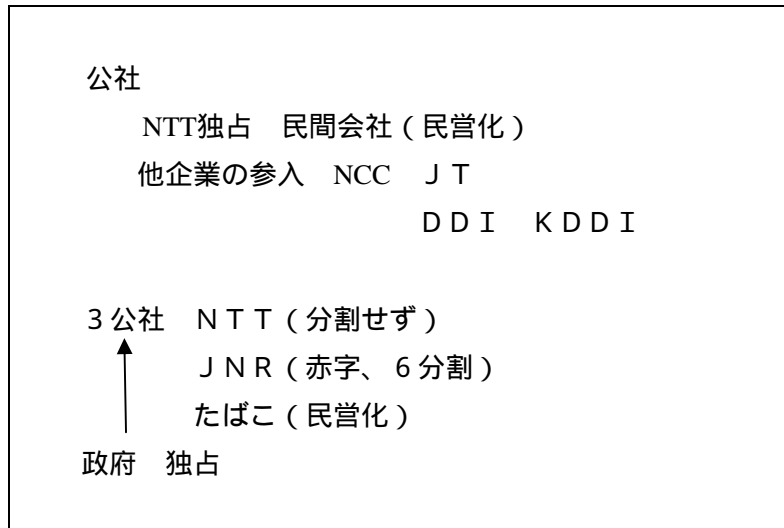 公社
NTT独占　民間会社（民営化）
他企業の参入　NCC　ＪＴ
ＤＤＩ　ＫＤＤＩ
３公社　ＮＴＴ（分割せず）
ＪＮＲ（赤字、６分割）
たばこ（民営化）
政府　独占